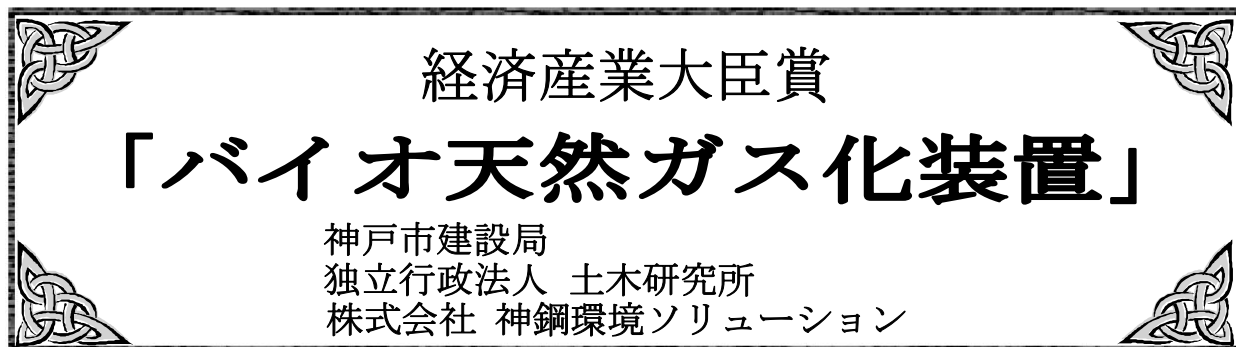 経済産業大臣賞
「バイオ天然ガス化装置」
神戸市建設局
独立行政法人 土木研究所
株式会社 神鋼環境ソリューション